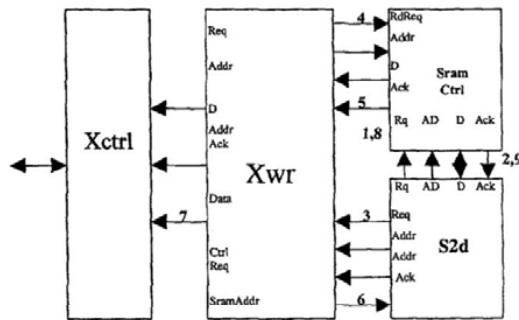 Req
Addr
D
Addr
Ack
Data
Ctrl
Req
SramAddr
Xctrl
7
Xwr
4
5
1,8
3
6
RdReq
Addr
D
Ack
Sram
Ctrl
Rq AD D Ack
2,9
Rq AD D Ack
Req
Addr
Addr
Ack
S2d